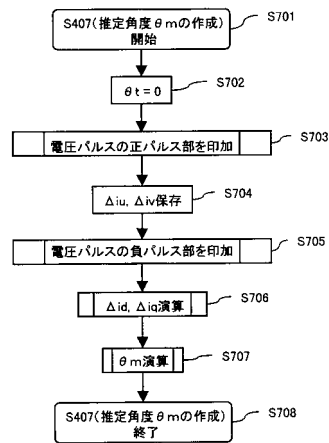 S407(推定角度θmの作成)
開始
S701
θt=0
S702
電圧パルスの正パルス部を印加
S703
Δiu, Δiv保存
S704
電圧パルスの負パルス部を印加
S705
Δid, Δiq演算
S706
θm演算
S707
S407(推定角度θmの作成)
終了
S708